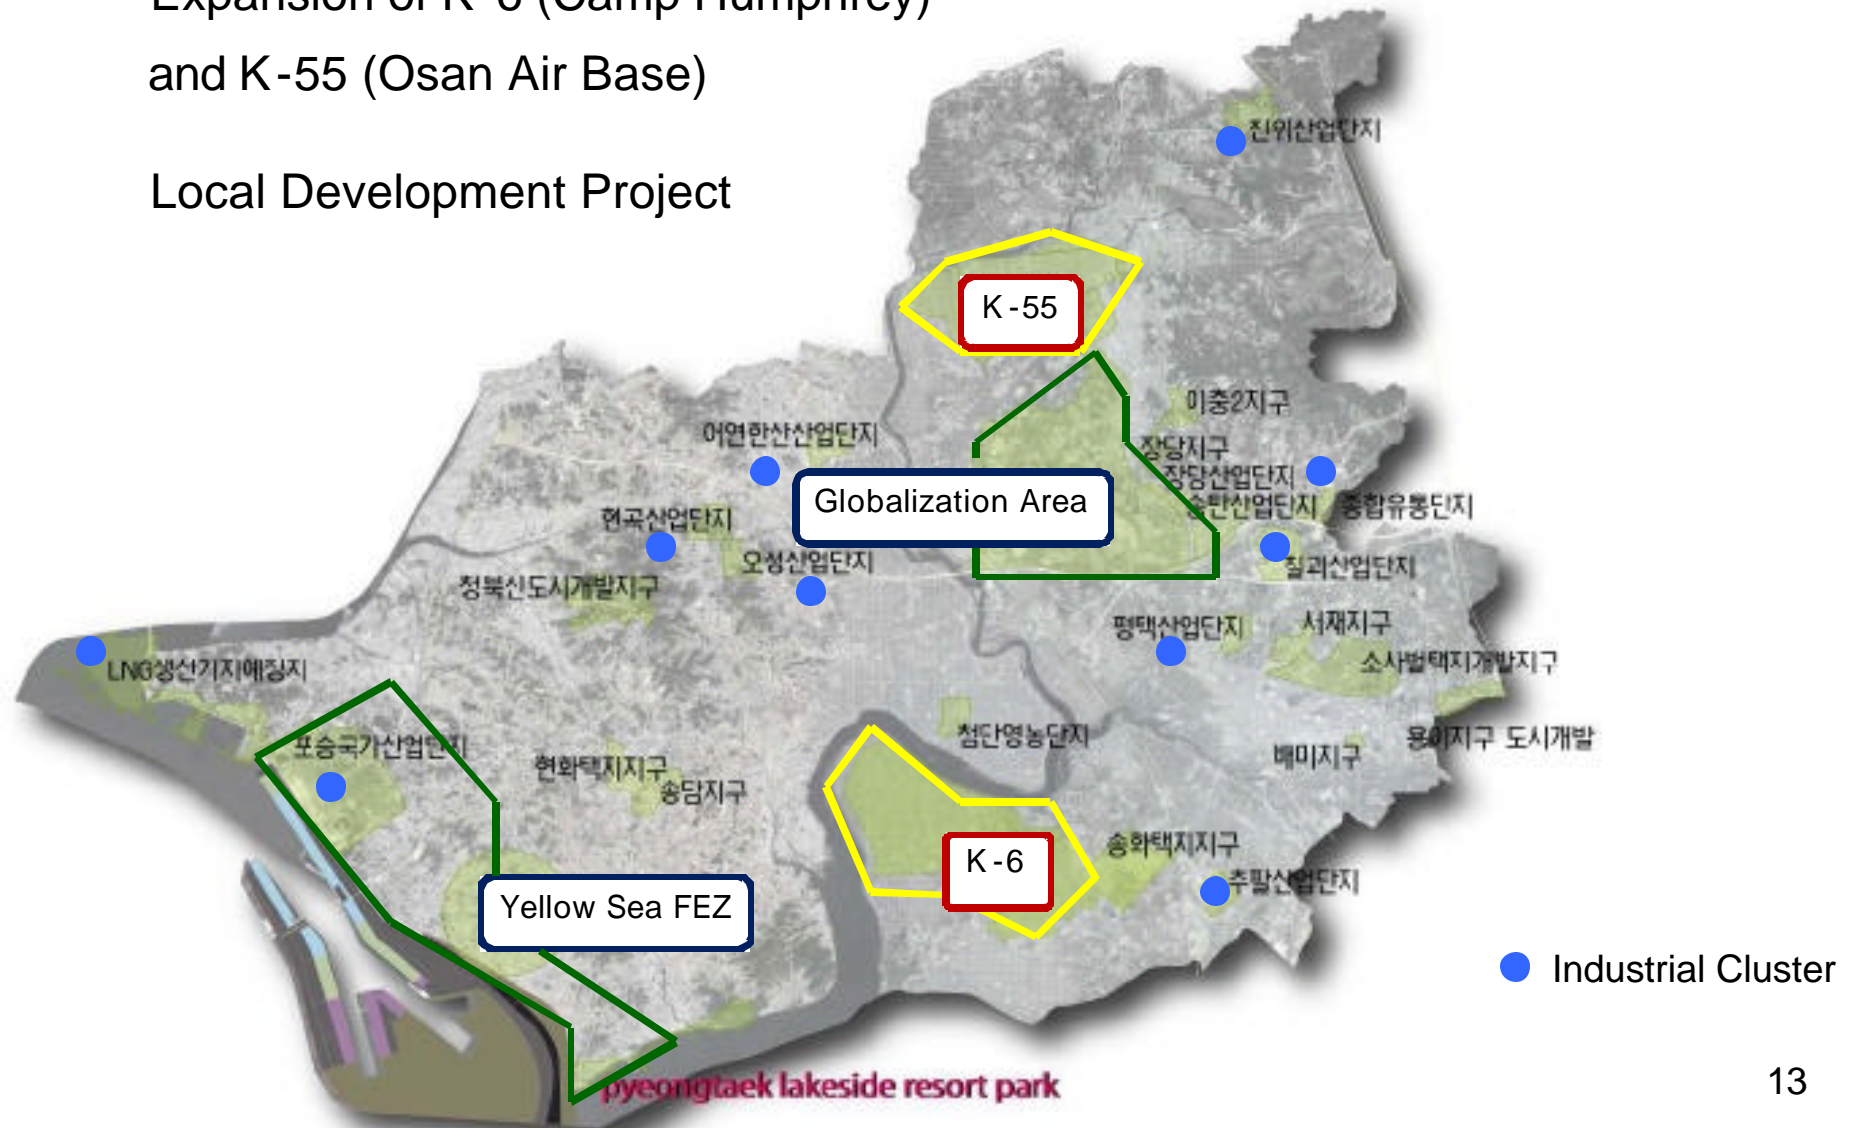 Expansion of K-6 (Camp Humphrey)
and K-55 (Osan Air Base)
Local Development Project
진위산업단지
K-55
이충2지구
어연한산산업단지
장당지구
장당산업단지
Globalization Area
송탄산업단지
종합유통단지
현곡산업단지
오성산업단지
칠괴산업단지
청북신도시개발지구
평택산업단지
서재지구
소사벌택지개발지구
LNG생산기지예정지
첨단영농단지
용이지구 도시개발
포승국가산업단지
배미지구
현화택지지구
송담지구
송화택지지구
K-6
추팔산업단지
Yellow Sea FEZ
Industrial Cluster
pyeongtaek lakeside resort park
13